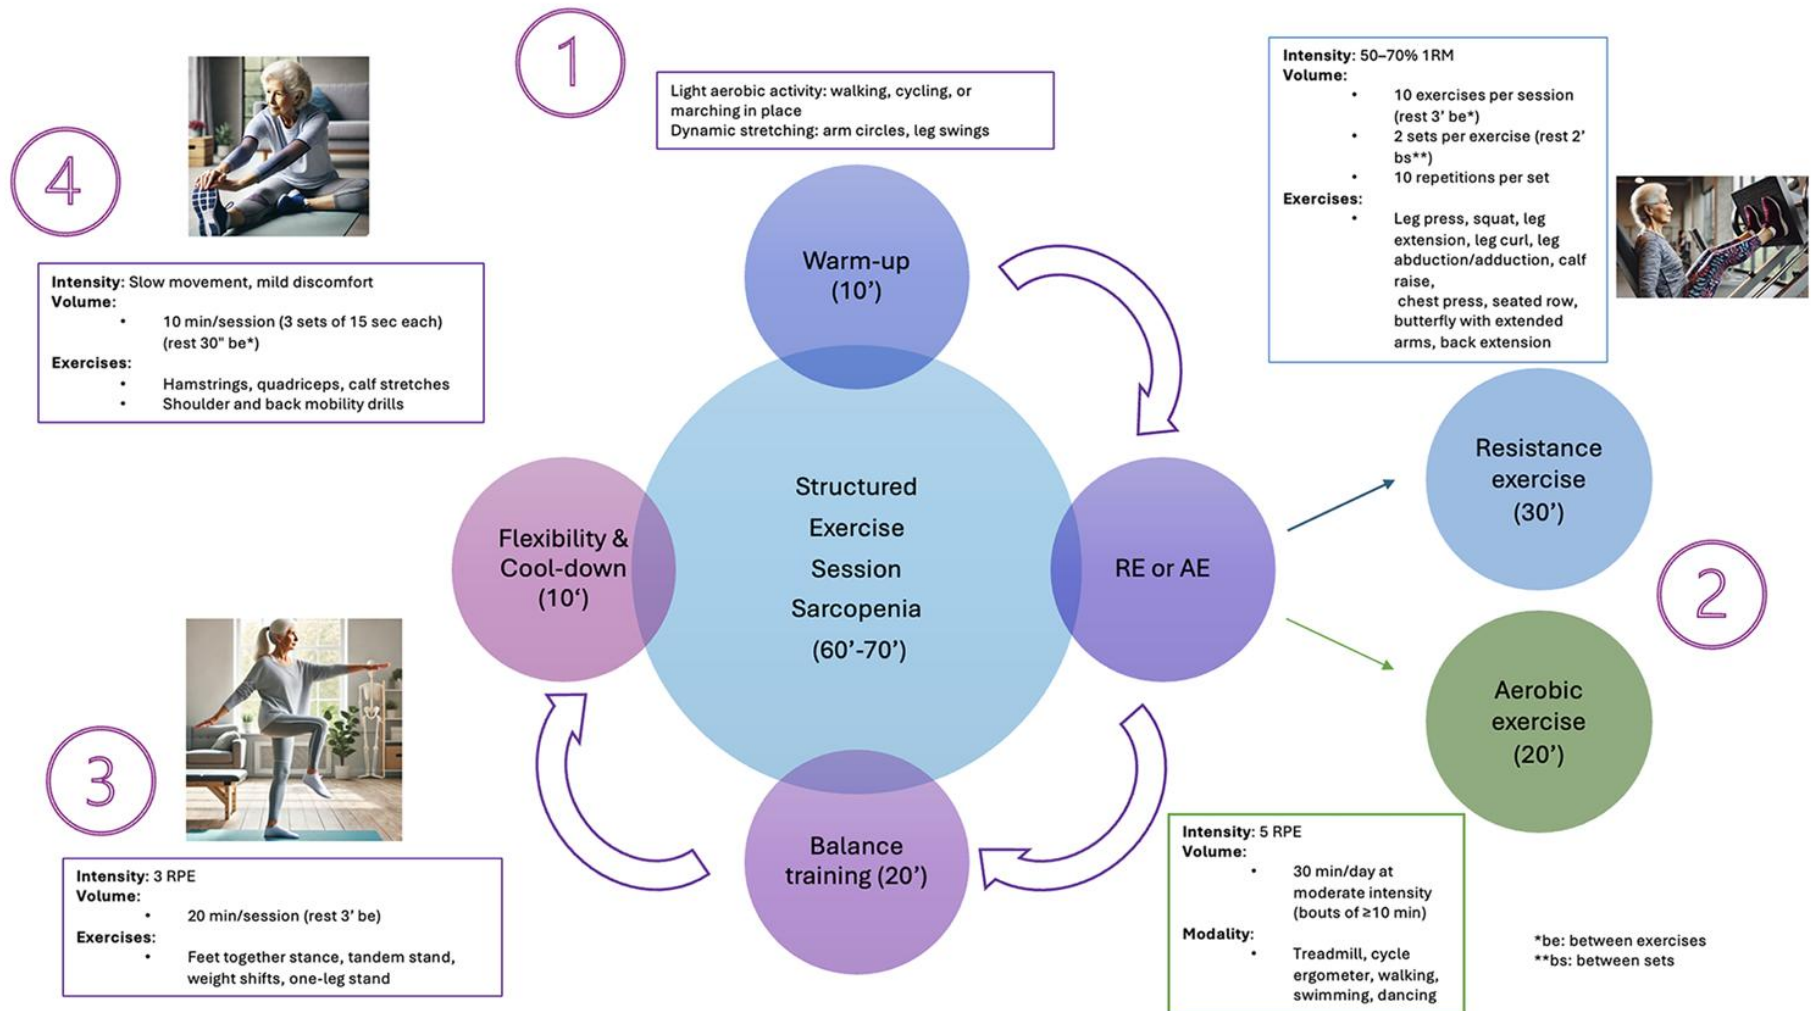 1
Light aerobic activity: walking, cycling, or
marching in place
Dynamic stretching: arm circles, leg swings
Warm-up
(10’)
Structured
Exercise
Session
Sarcopenia
(60’-70’)
RE or AE
2
Intensity: 50–70% 1RM
Volume:
• 10 exercises per session
(rest 3’ be*)
• 2 sets per exercise (rest 2’
bs**)
• 10 repetitions per set
Exercises:
• Leg press, squat, leg
extension, leg curl, leg
abduction/adduction, calf
raise,
chest press, seated row,
butterfly with extended
arms, back extension
Resistance
exercise
(30’)
Aerobic
exercise
(20’)
Intensity: 5 RPE
Volume:
• 30 min/day at
moderate intensity
(bouts of ≥10 min)
Modality:
• Treadmill, cycle
ergometer, walking,
swimming, dancing
Balance
training (20’)
3
Intensity: 3 RPE
Volume:
• 20 min/session (rest 3’ be)
Exercises:
• Feet together stance, tandem stand,
weight shifts, one-leg stand
Flexibility &
Cool-down
(10‘)
4
Intensity: Slow movement, mild discomfort
Volume:
• 10 min/session (3 sets of 15 sec each)
(rest 30" be*)
Exercises:
• Hamstrings, quadriceps, calf stretches
• Shoulder and back mobility drills
*be: between exercises
**bs: between sets